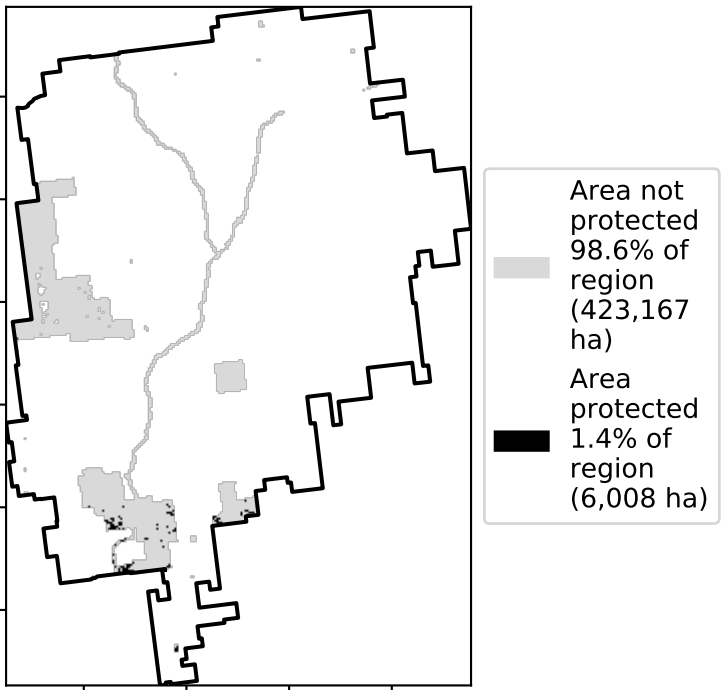 Area not
protected
98.6% of
region
(423,167
ha)
Area
protected
1.4% of
region
(6,008 ha)